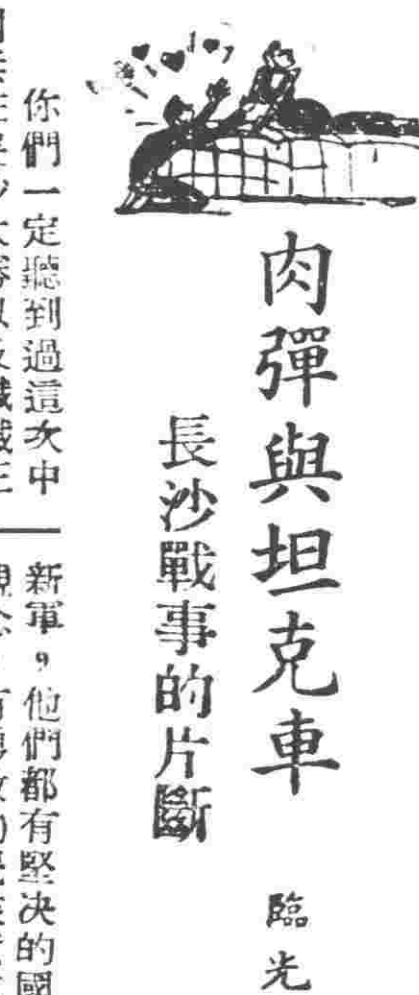 肉彈與坦克車
長沙戰事的片斷
臨光
你們一定聽到過這次中
新軍，他們都有堅决的國